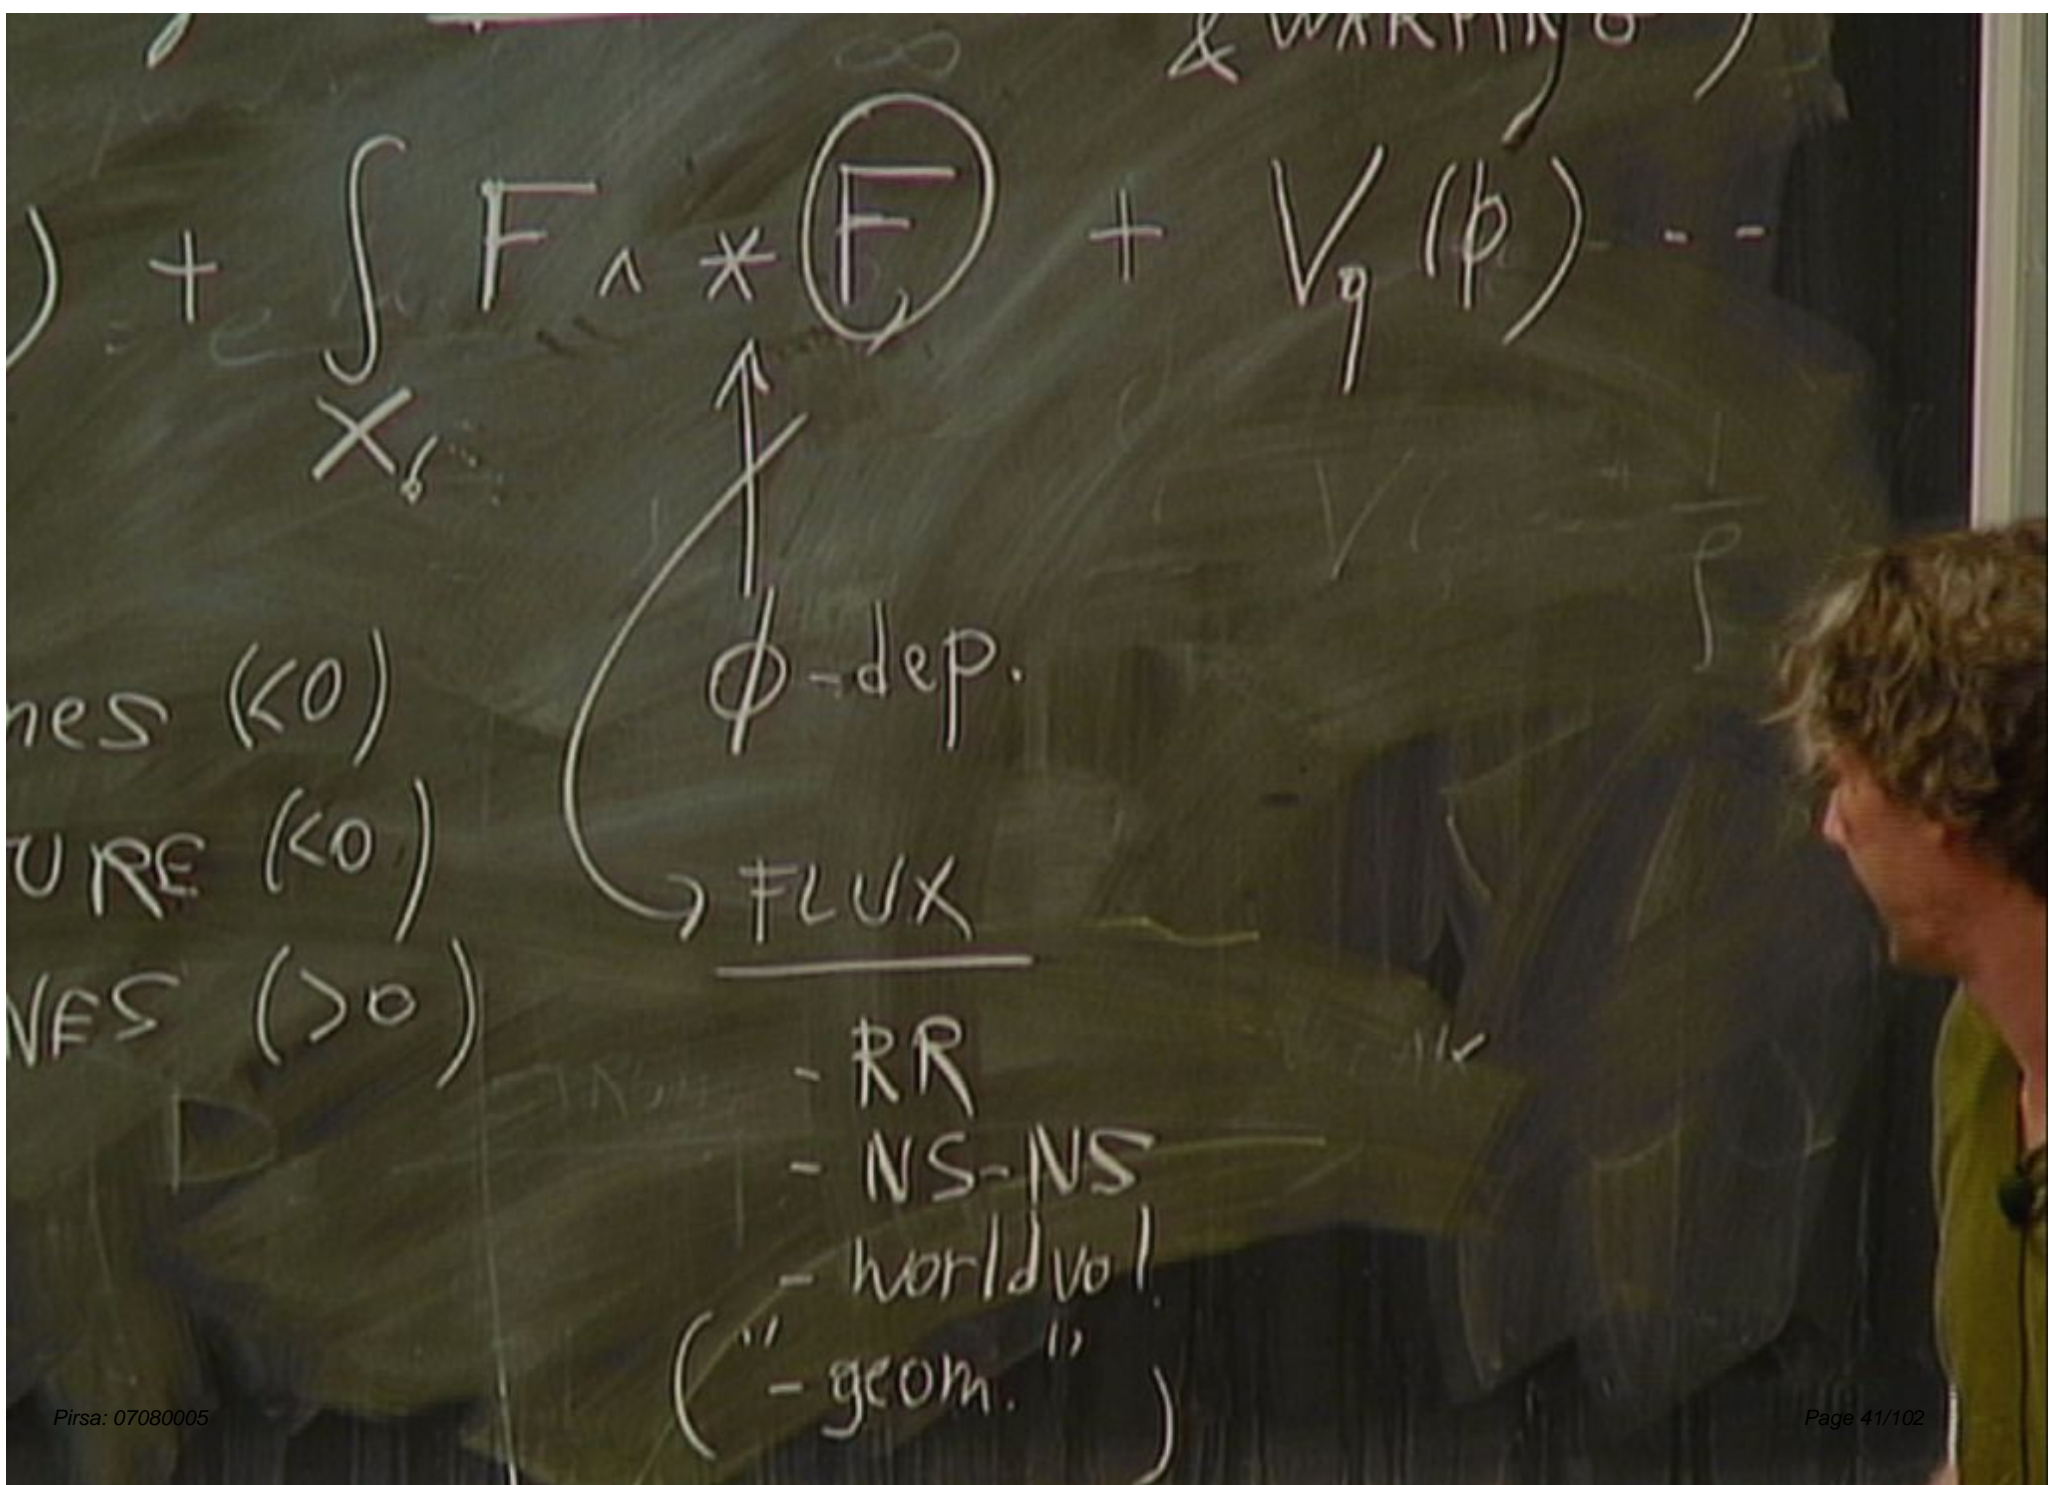 & WARPING )
) + ∫ F ∧ * F + V_q (φ) - - -
X₆
φ-dep.
nes (<0)
URE (<0)
FLUX
NES (>0)
- RR
- NS-NS
- worldvol.
( "- geom." )
Pirsa: 07080005
Page 41/102